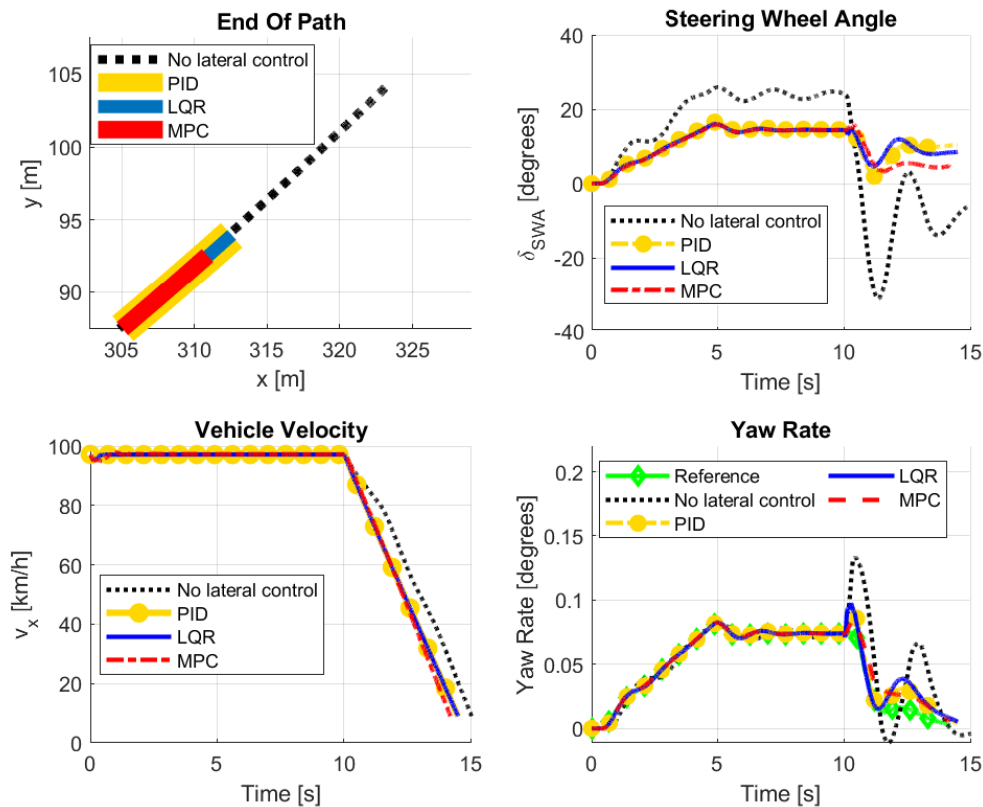 End Of Path
No lateral control
PID
LQR
MPC
105
100
95
90
y [m]
305 310 315 320 325
x [m]
Steering Wheel Angle
40
20
0
-20
-40
δSWA [degrees]
No lateral control
PID
LQR
MPC
0 5 10 15
Time [s]
Vehicle Velocity
100
80
60
40
20
0
vx [km/h]
No lateral control
PID
LQR
MPC
0 5 10 15
Time [s]
Yaw Rate
0.2
0.15
0.1
0.05
0
Yaw Rate [degrees]
Reference
No lateral control
PID
LQR
MPC
0 5 10 15
Time [s]